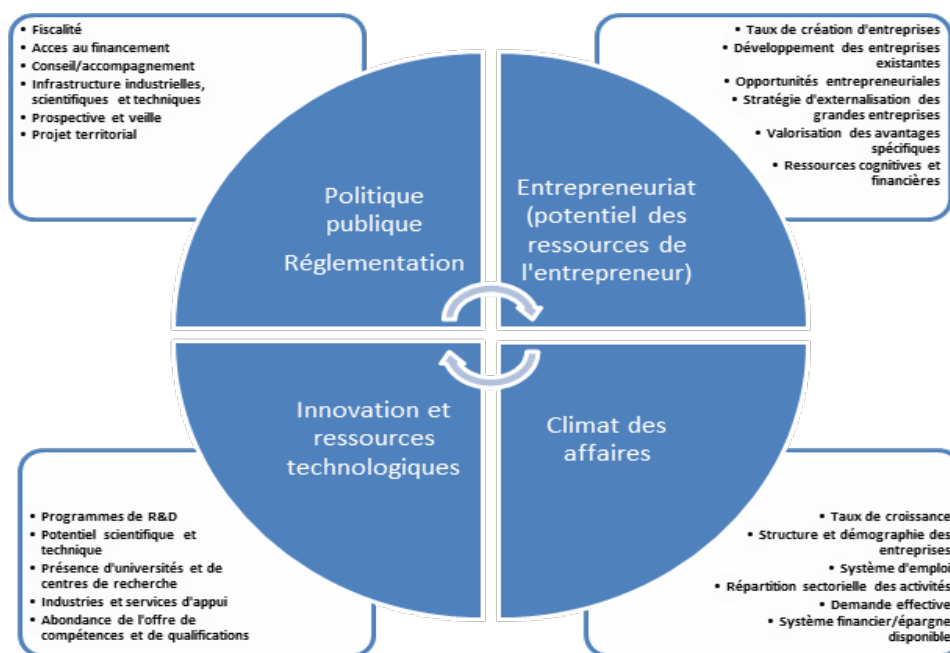 • Fiscalité
• Acces au financement
• Conseil/accompagnement
• Infrastructure industrielles,
scientifiques et techniques
• Prospective et veille
• Projet territorial
• Taux de création d'entreprises
• Développement des entreprises
existantes
• Opportunités entrepreneuriales
• Stratégie d'externalisation des
grandes entreprises
• Valorisation des avantages
spécifiques
• Ressources cognitives et
financières
Politique
publique
Réglementation
Entrepreneuriat
(potentiel des
ressources de
l'entrepreneur)
Innovation et
ressources
technologiques
Climat des
affaires
• Programmes de R&D
• Potentiel scientifique et
technique
• Présence d'universités et de
centres de recherche
• Industries et services d'appui
• Abondance de l'offre de
compétences et de qualifications
• Taux de croissance
• Structure et démographie des
entreprises
• Système d'emploi
• Répartition sectorielle des activités
• Demande effective
• Système financier/épargne
disponible